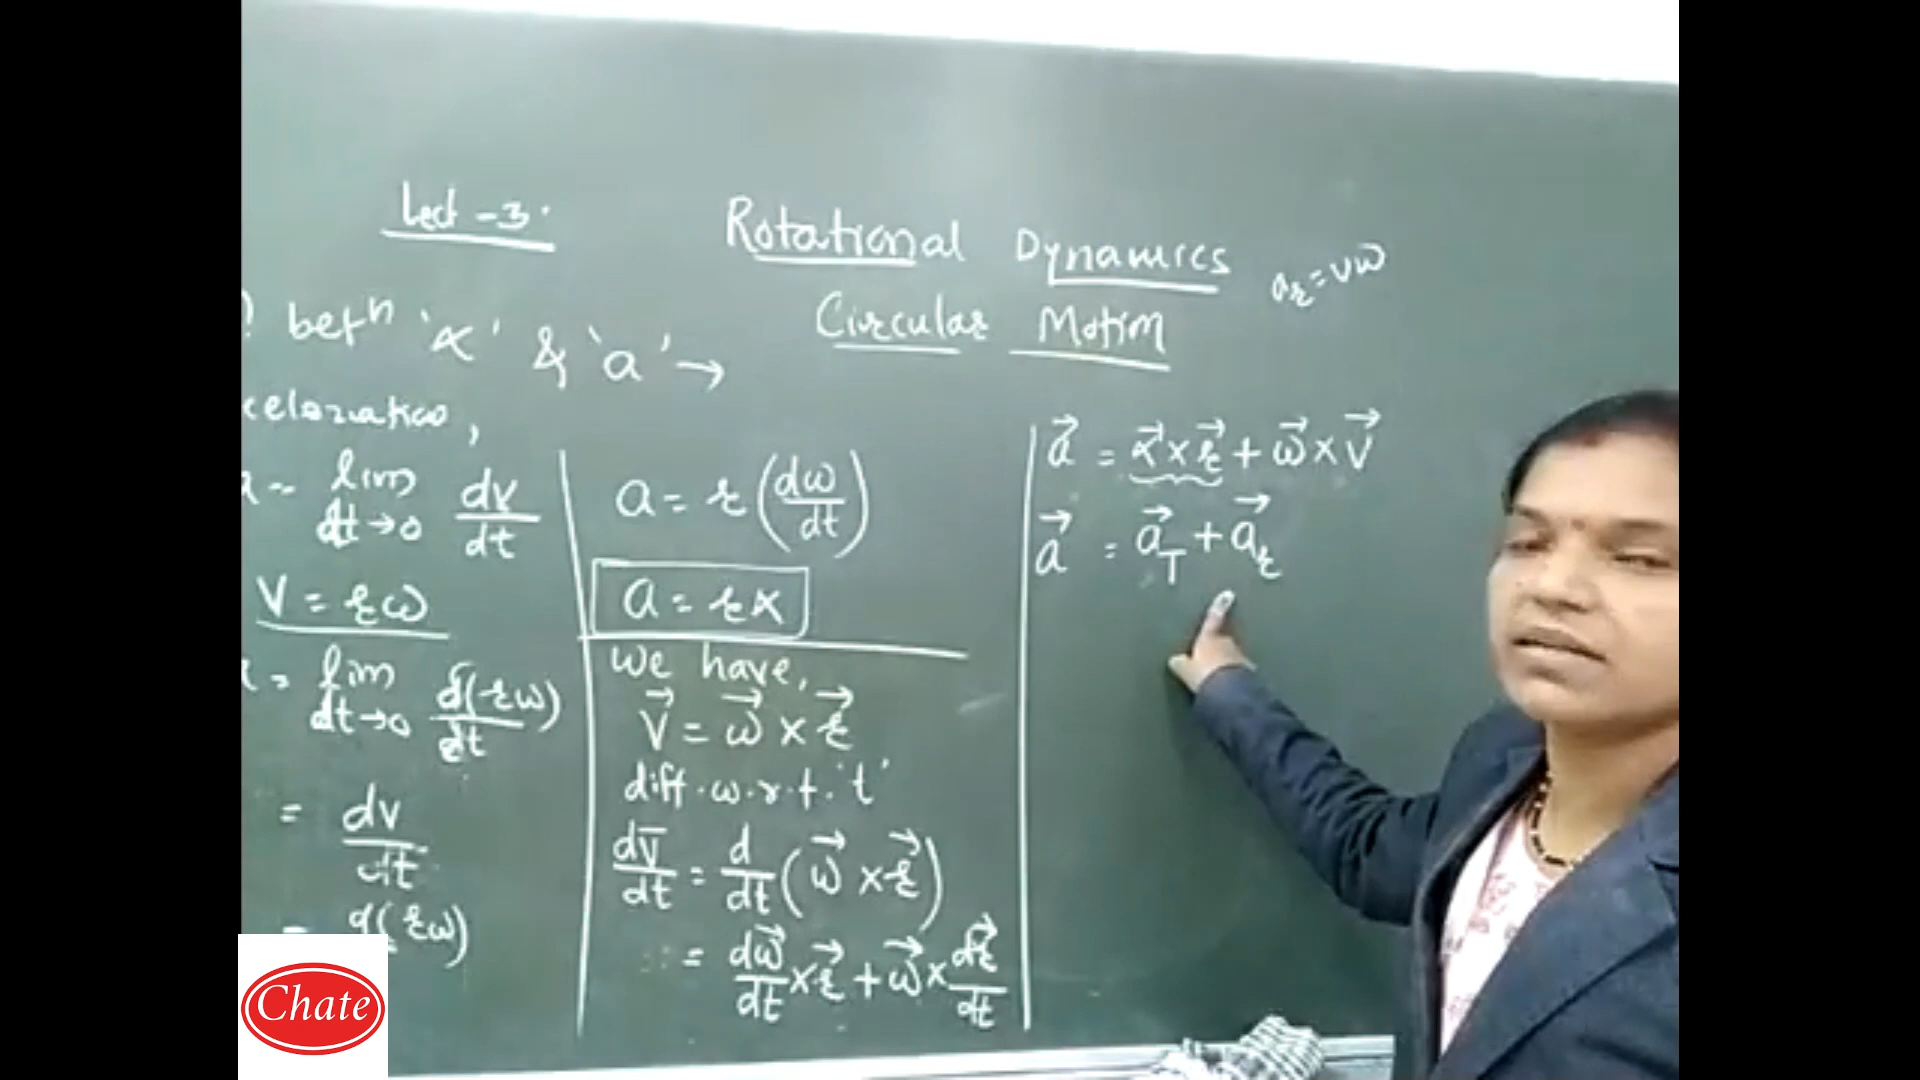 Lect-3.
Rotational Dynamics
Circular Motion
a_r = vω
betn 'α' & 'a' →
celeration,
= lim dt→0 dv/dt
V = rω
= lim dt→0 d(rω)/dt
= dv/dt
= d(rω)
a = r(dω/dt)
a = rα
We have,
V⃗ = ω⃗ × r⃗
diff. w.r.t. 't'
dv̅/dt = d/dt (ω⃗ × r⃗)
= dω⃗/dt × r⃗ + ω⃗ × dr⃗/dt
a⃗ = α⃗ × r⃗ + ω⃗ × V⃗
a⃗ = a⃗_T + a⃗_r
Chate